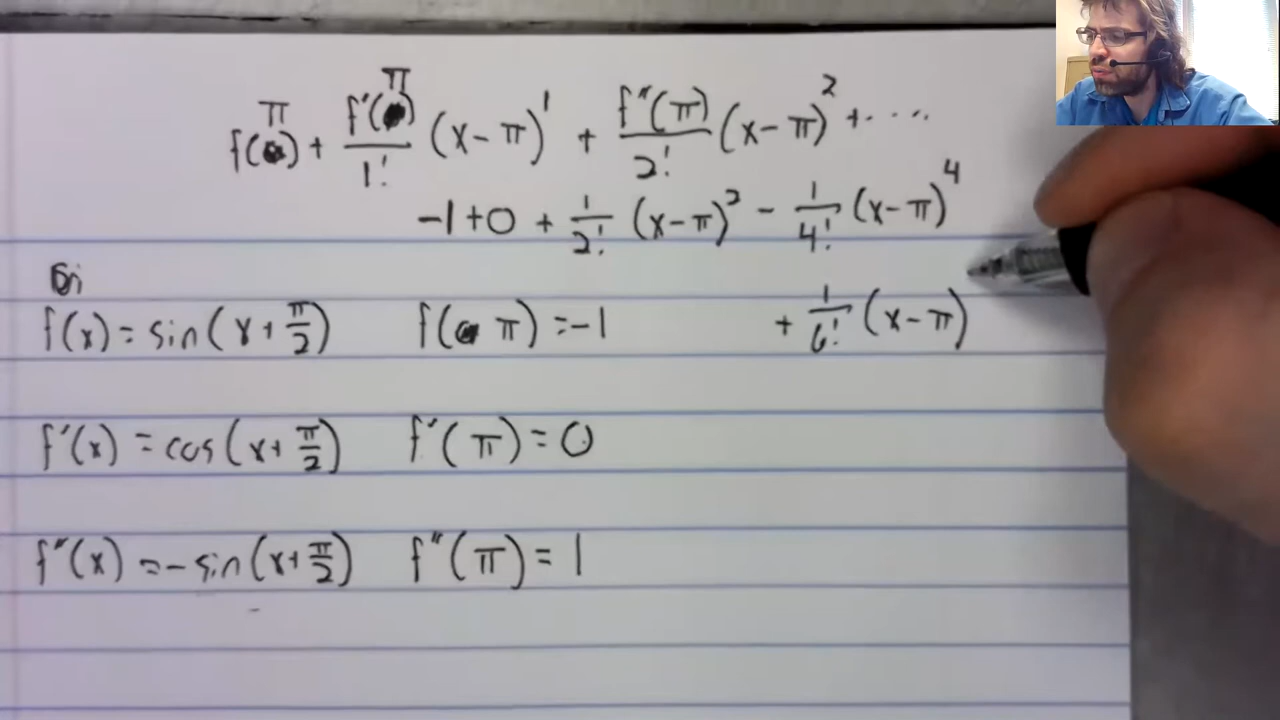 f(π) + f'(π)/1! (x-π)^1 + f''(π)/2! (x-π)^2 + ....
-1+0 + 1/2! (x-π)^2 - 1/4! (x-π)^4
+ 1/6! (x-π)
f(x) = sin(x+π/2) f(π) = -1
f'(x) = cos(x+π/2) f'(π) = 0
f''(x) = -sin(x+π/2) f''(π) = 1